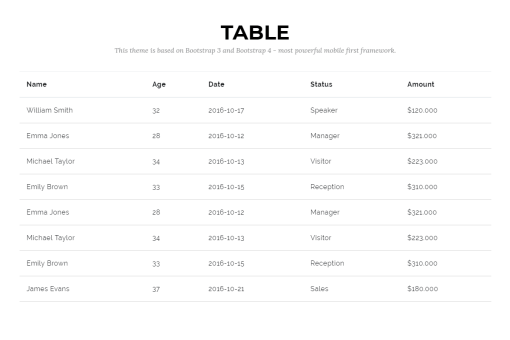 TABLE
This theme is based on Bootstrap 3 and Bootstrap 4 – most powerful mobile first framework.
Name Age Date Status Amount
William Smith 32 2016-10-17 Speaker $120.000
Emma Jones 28 2016-10-12 Manager $321.000
Michael Taylor 34 2016-10-13 Visitor $223.000
Emily Brown 33 2016-10-15 Reception $310.000
Emma Jones 28 2016-10-12 Manager $321.000
Michael Taylor 34 2016-10-13 Visitor $223.000
Emily Brown 33 2016-10-15 Reception $310.000
James Evans 37 2016-10-21 Sales $180.000